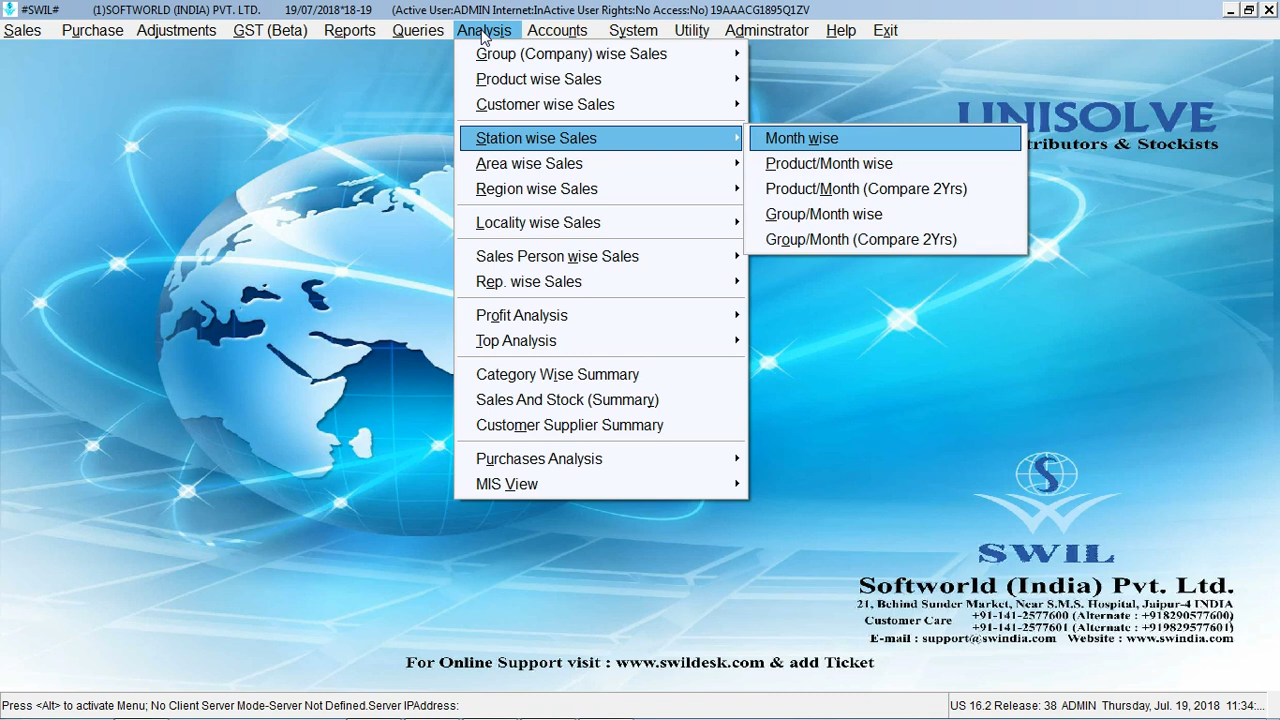 #SWIL# (1)SOFTWORLD (INDIA) PVT. LTD. 19/07/2018*18-19 (Active User:ADMIN Internet:InActive User Rights:No Access:No) 19AAACG1895Q1ZV
Sales Purchase Adjustments GST (Beta) Reports Queries Analysis Accounts System Utility Adminstrator Help Exit
Group (Company) wise Sales
Product wise Sales
Customer wise Sales
Station wise Sales
Area wise Sales
Region wise Sales
Locality wise Sales
Sales Person wise Sales
Rep. wise Sales
Profit Analysis
Top Analysis
Category Wise Summary
Sales And Stock (Summary)
Customer Supplier Summary
Purchases Analysis
MIS View
Month wise
Product/Month wise
Product/Month (Compare 2Yrs)
Group/Month wise
Group/Month (Compare 2Yrs)
UNISOLVE
tributors & Stockists
S
SWIL
Softworld (India) Pvt. Ltd.
21, Behind Sunder Market, Near S.M.S. Hospital, Jaipur-4 INDIA
Customer Care +91-141-2577600 (Alternate : +918290577600)
+91-141-2577601 (Alternate : +919829057760)
E-mail : support@swindia.com Website : www.swindia.com
For Online Support visit : www.swildesk.com & add Ticket
Press <Alt> to activate Menu; No Client Server Mode-Server Not Defined.Server IPAddress:
US 16.2 Release: 38 ADMIN Thursday, Jul. 19, 2018 11:34:...